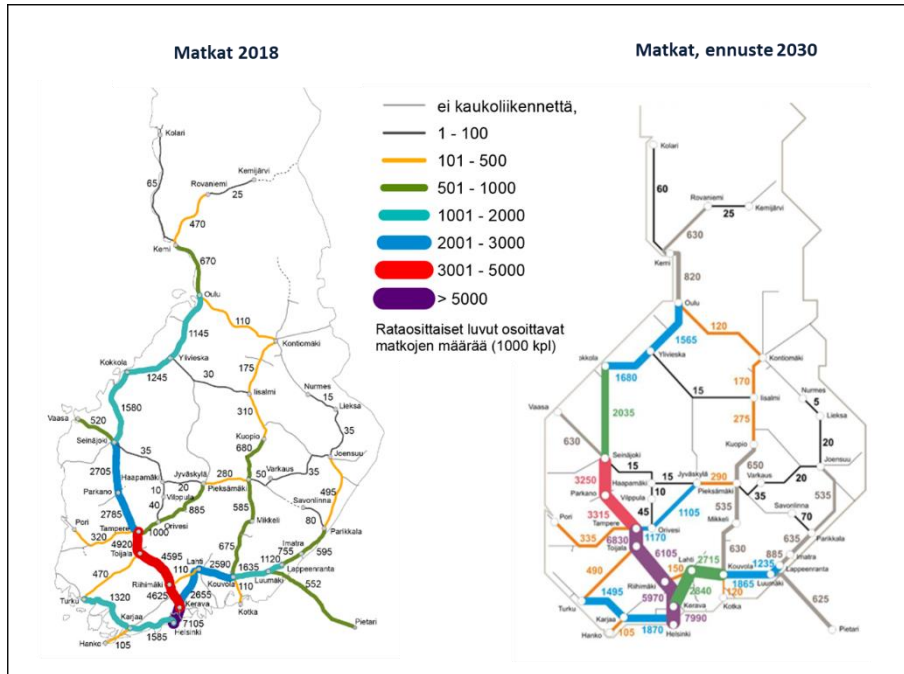 Matkat 2018
Matkat, ennuste 2030
ei kaukoliikennettä,
1 - 100
101 - 500
501 - 1000
1001 - 2000
2001 - 3000
3001 - 5000
> 5000
Rataosittaiset luvut osoittavat
matkojen määrää (1000 kpl)
Kolari
65
Kemijärvi
Rovaniemi
25
470
Kemi
670
Oulu
110
1145
Kontiomäki
Ylivieska
175
Kokkola
1245
30
Nurmes
Iisalmi
15
1580
310
Lieksa
Vaasa
520
Kuopio
35
Seinäjoki
680
Joensuu
35
2705
Haapamäki
Jyväskylä
280
50
Varkaus
35
Parkano
10
20
Pieksämäki
495
Vilppula
885
Savonlinna
2785
40
585
Pori
Orivesi
80
Tampere
1000
Mikkeli
Parikkala
320
4920
Toijala
675
Imatra
595
4595
1120
755
470
110
2590
1635
Lappeenranta
Riihimäki
Lahti
Kouvola
Luumäki
552
Turku
1320
4625
2655
110
Kerava
Kotka
Karjaa
7105
1585
Helsinki
Pietari
Hanko
105
Kolari
60
Rovaniemi
25
Kemijärvi
630
Kemi
820
Oulu
120
1565
Kontiomäki
Ylivieska
okkola
1680
170
15
Nurmes
Iisalmi
5
2035
275
Lieksa
Vaasa
20
Kuopio
630
Seinäjoki
650
Joensuu
15
15
Jyväskylä
290
Varkaus
20
3250
Haapamäki
10
Pieksämäki
35
535
Parkano
Vilppula
1105
Savonlinna
3315
45
535
70
Pori
Tampere
Orivesi
Mikkeli
Parikkala
335
1170
6830
635
Toijala
6105
630
885
Imatra
490
Lahti
2715
1235
150
Kouvola
Lappeenranta
Riihimäki
1865
Luumäki
1495
5970
2840
120
625
Turku
Kerava
Kotka
Karjaa
7990
Hanko
105
1870
Helsinki
Pietari